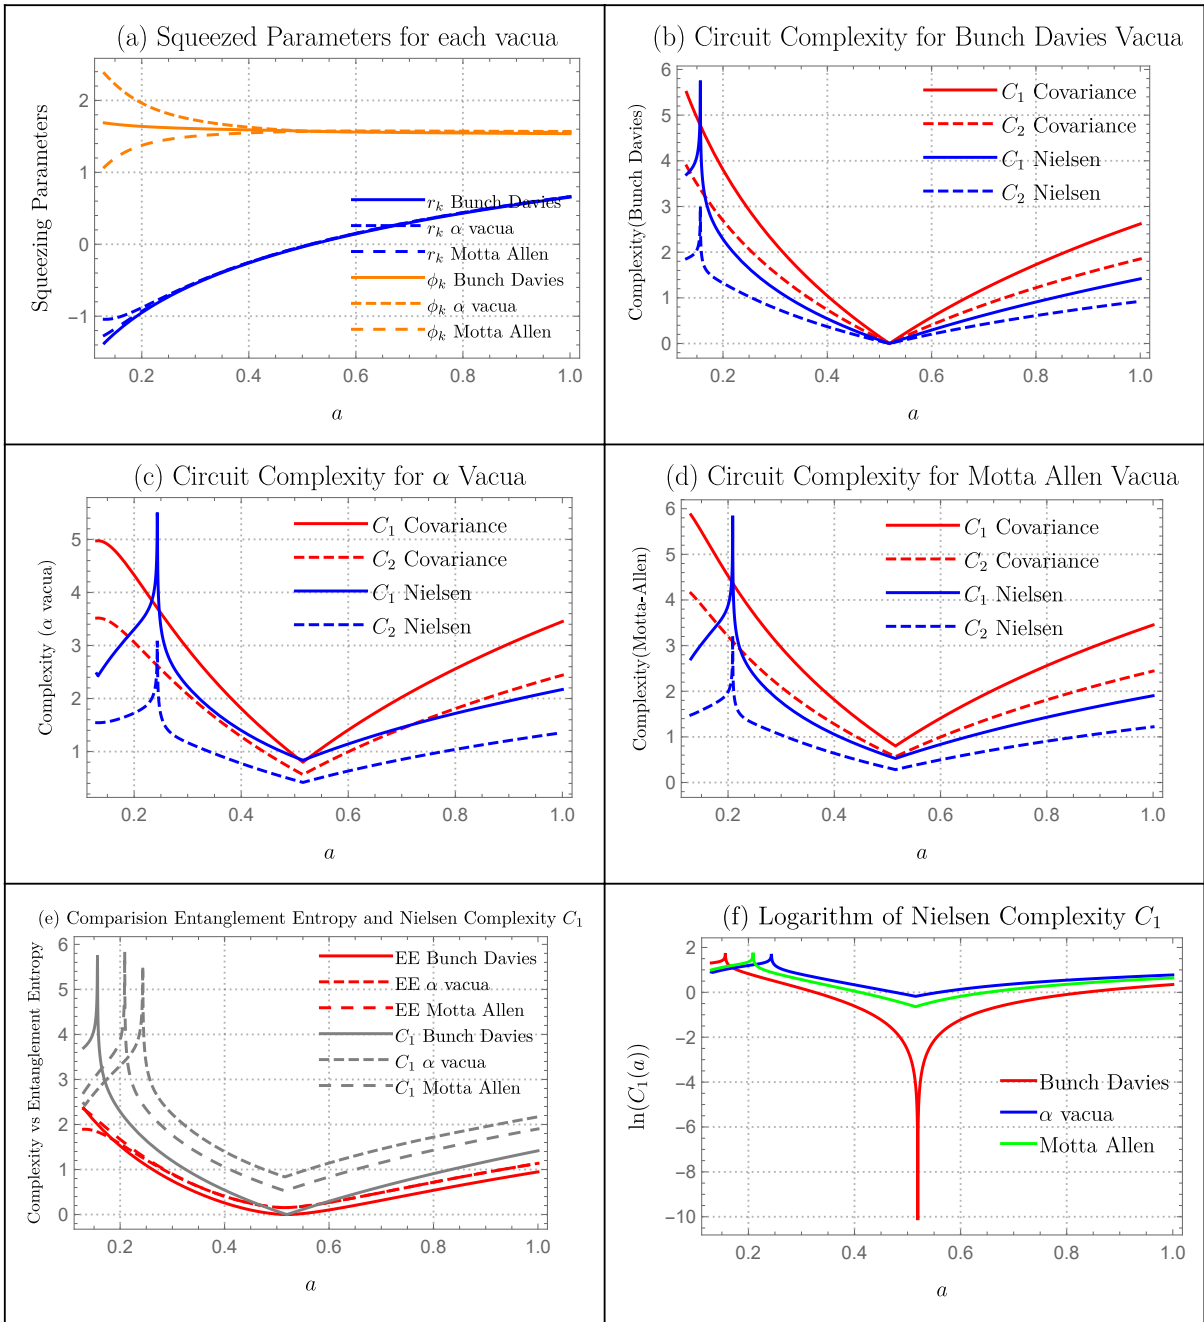 (a) Squeezed Parameters for each vacua
Squeezing Parameters
2
1
0
-1
r_k Bunch Davies
r_k α vacua
r_k Motta Allen
ϕ_k Bunch Davies
ϕ_k α vacua
ϕ_k Motta Allen
0.2 0.4 0.6 0.8 1.0
a
(b) Circuit Complexity for Bunch Davies Vacua
Complexity(Bunch Davies)
6
5
4
3
2
1
0
C_1 Covariance
C_2 Covariance
C_1 Nielsen
C_2 Nielsen
0.2 0.4 0.6 0.8 1.0
a
(c) Circuit Complexity for α Vacua
Complexity (α vacua)
5
4
3
2
1
C_1 Covariance
C_2 Covariance
C_1 Nielsen
C_2 Nielsen
0.2 0.4 0.6 0.8 1.0
a
(d) Circuit Complexity for Motta Allen Vacua
Complexity(Motta-Allen)
6
5
4
3
2
1
0
C_1 Covariance
C_2 Covariance
C_1 Nielsen
C_2 Nielsen
0.2 0.4 0.6 0.8 1.0
a
(e) Comparision Entanglement Entropy and Nielsen Complexity C_1
Complexity vs Entanglement Entropy
6
5
4
3
2
1
0
EE Bunch Davies
EE α vacua
EE Motta Allen
C_1 Bunch Davies
C_1 α vacua
C_1 Motta Allen
0.2 0.4 0.6 0.8 1.0
a
(f) Logarithm of Nielsen Complexity C_1
ln(C_1(a))
2
0
-2
-4
-6
-8
-10
Bunch Davies
α vacua
Motta Allen
0.2 0.4 0.6 0.8 1.0
a